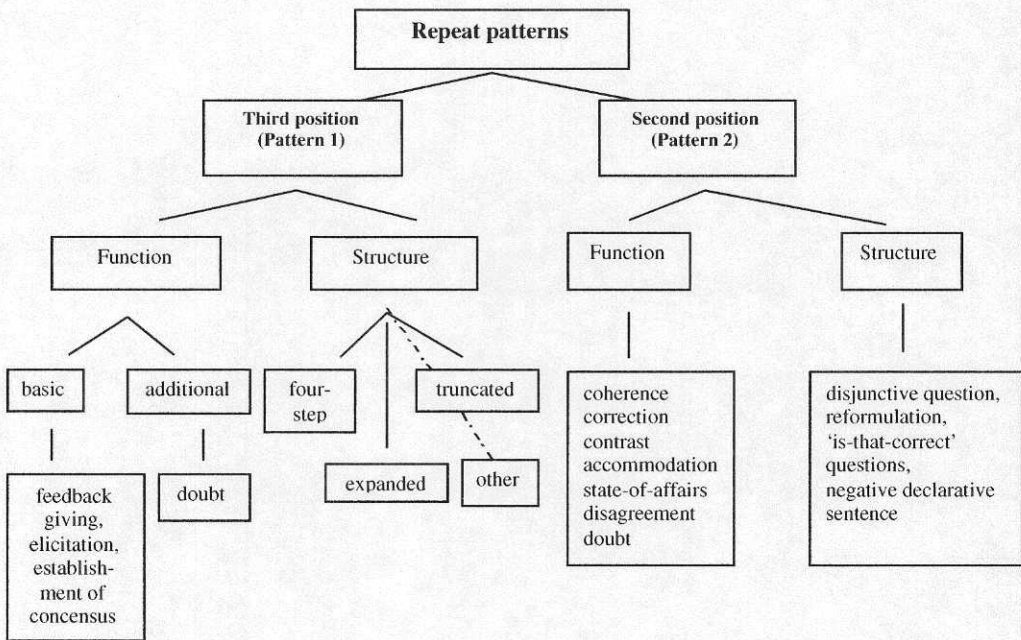 Repeat patterns
Third position
(Pattern 1)
Second position
(Pattern 2)
Function
Structure
Function
Structure
basic
additional
four-
step
truncated
expanded
other
feedback
giving,
elicitation,
establish-
ment of
concensus
doubt
coherence
correction
contrast
accommodation
state-of-affairs
disagreement
doubt
disjunctive question,
reformulation,
‘is-that-correct’
questions,
negative declarative
sentence